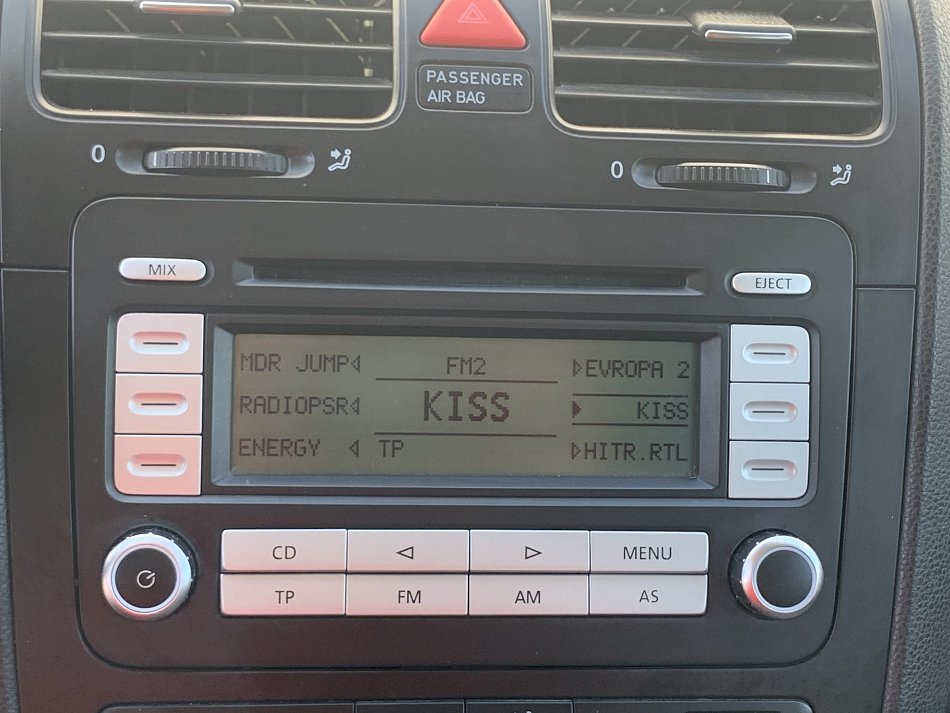 PASSENGER
AIR BAG
0
0
MIX
EJECT
MDR JUMP FM2 EVROPA 2
RADIOPSR KISS KISS
ENERGY TP HITR.RTL
CD MENU
TP FM AM AS